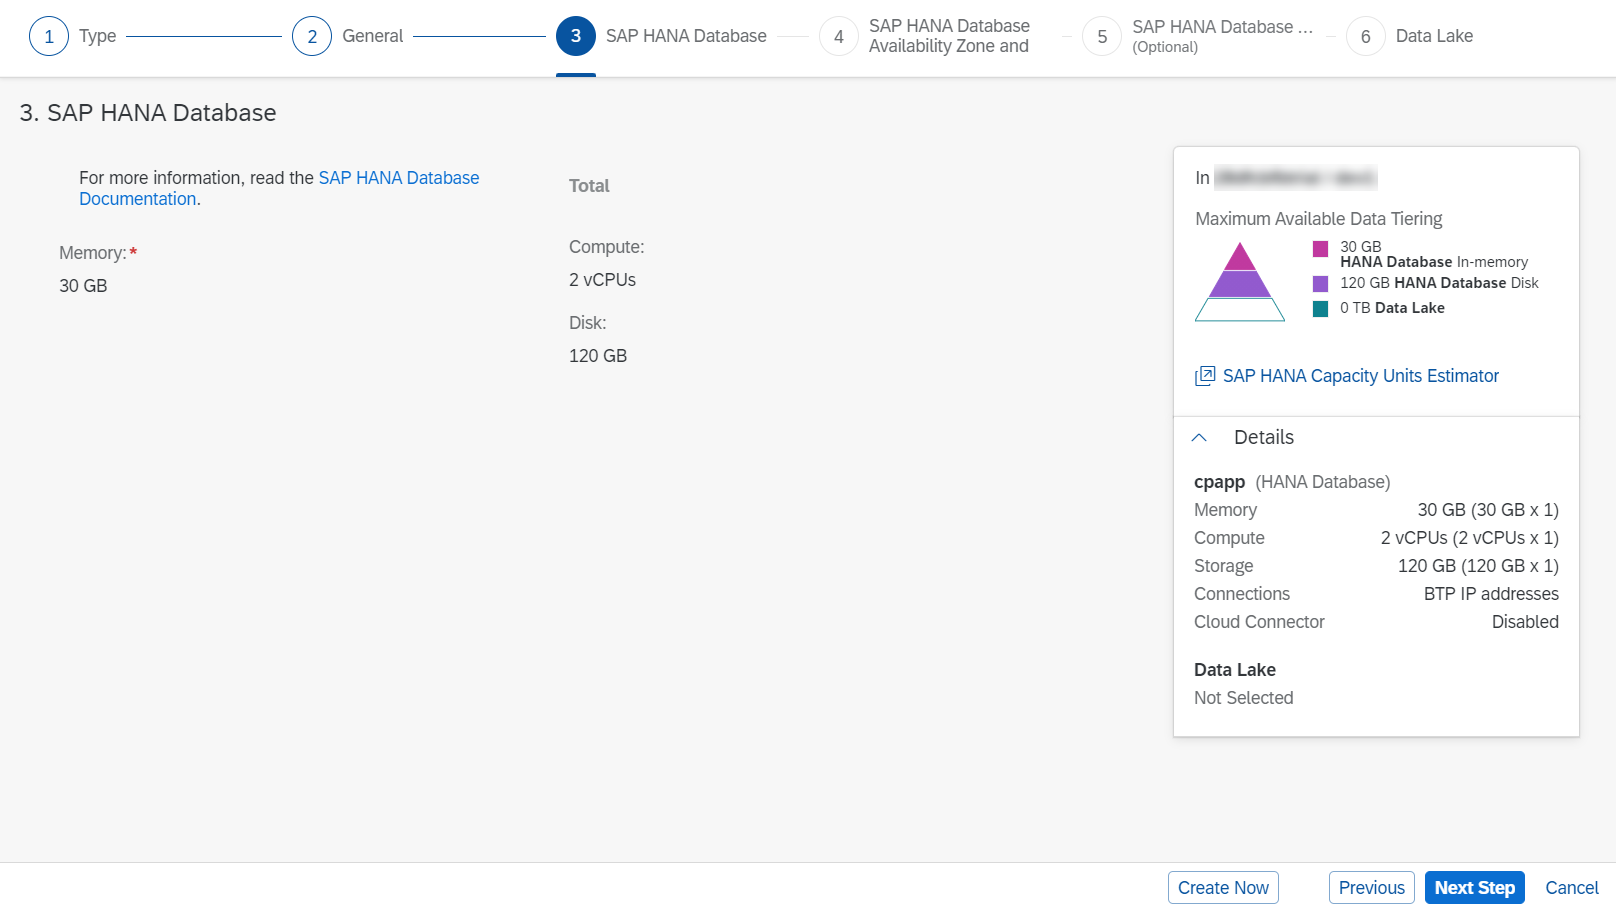 1 Type
2 General
3 SAP HANA Database
4 SAP HANA Database
Availability Zone and
5 SAP HANA Database ...
(Optional)
6 Data Lake
3. SAP HANA Database
For more information, read the SAP HANA Database
Documentation.
Memory:*
30 GB
Total
Compute:
2 vCPUs
Disk:
120 GB
In
Maximum Available Data Tiering
30 GB
HANA Database In-memory
120 GB HANA Database Disk
0 TB Data Lake
SAP HANA Capacity Units Estimator
Details
cpapp (HANA Database)
Memory 30 GB (30 GB x 1)
Compute 2 vCPUs (2 vCPUs x 1)
Storage 120 GB (120 GB x 1)
Connections BTP IP addresses
Cloud Connector Disabled
Data Lake
Not Selected
Create Now Previous Next Step Cancel